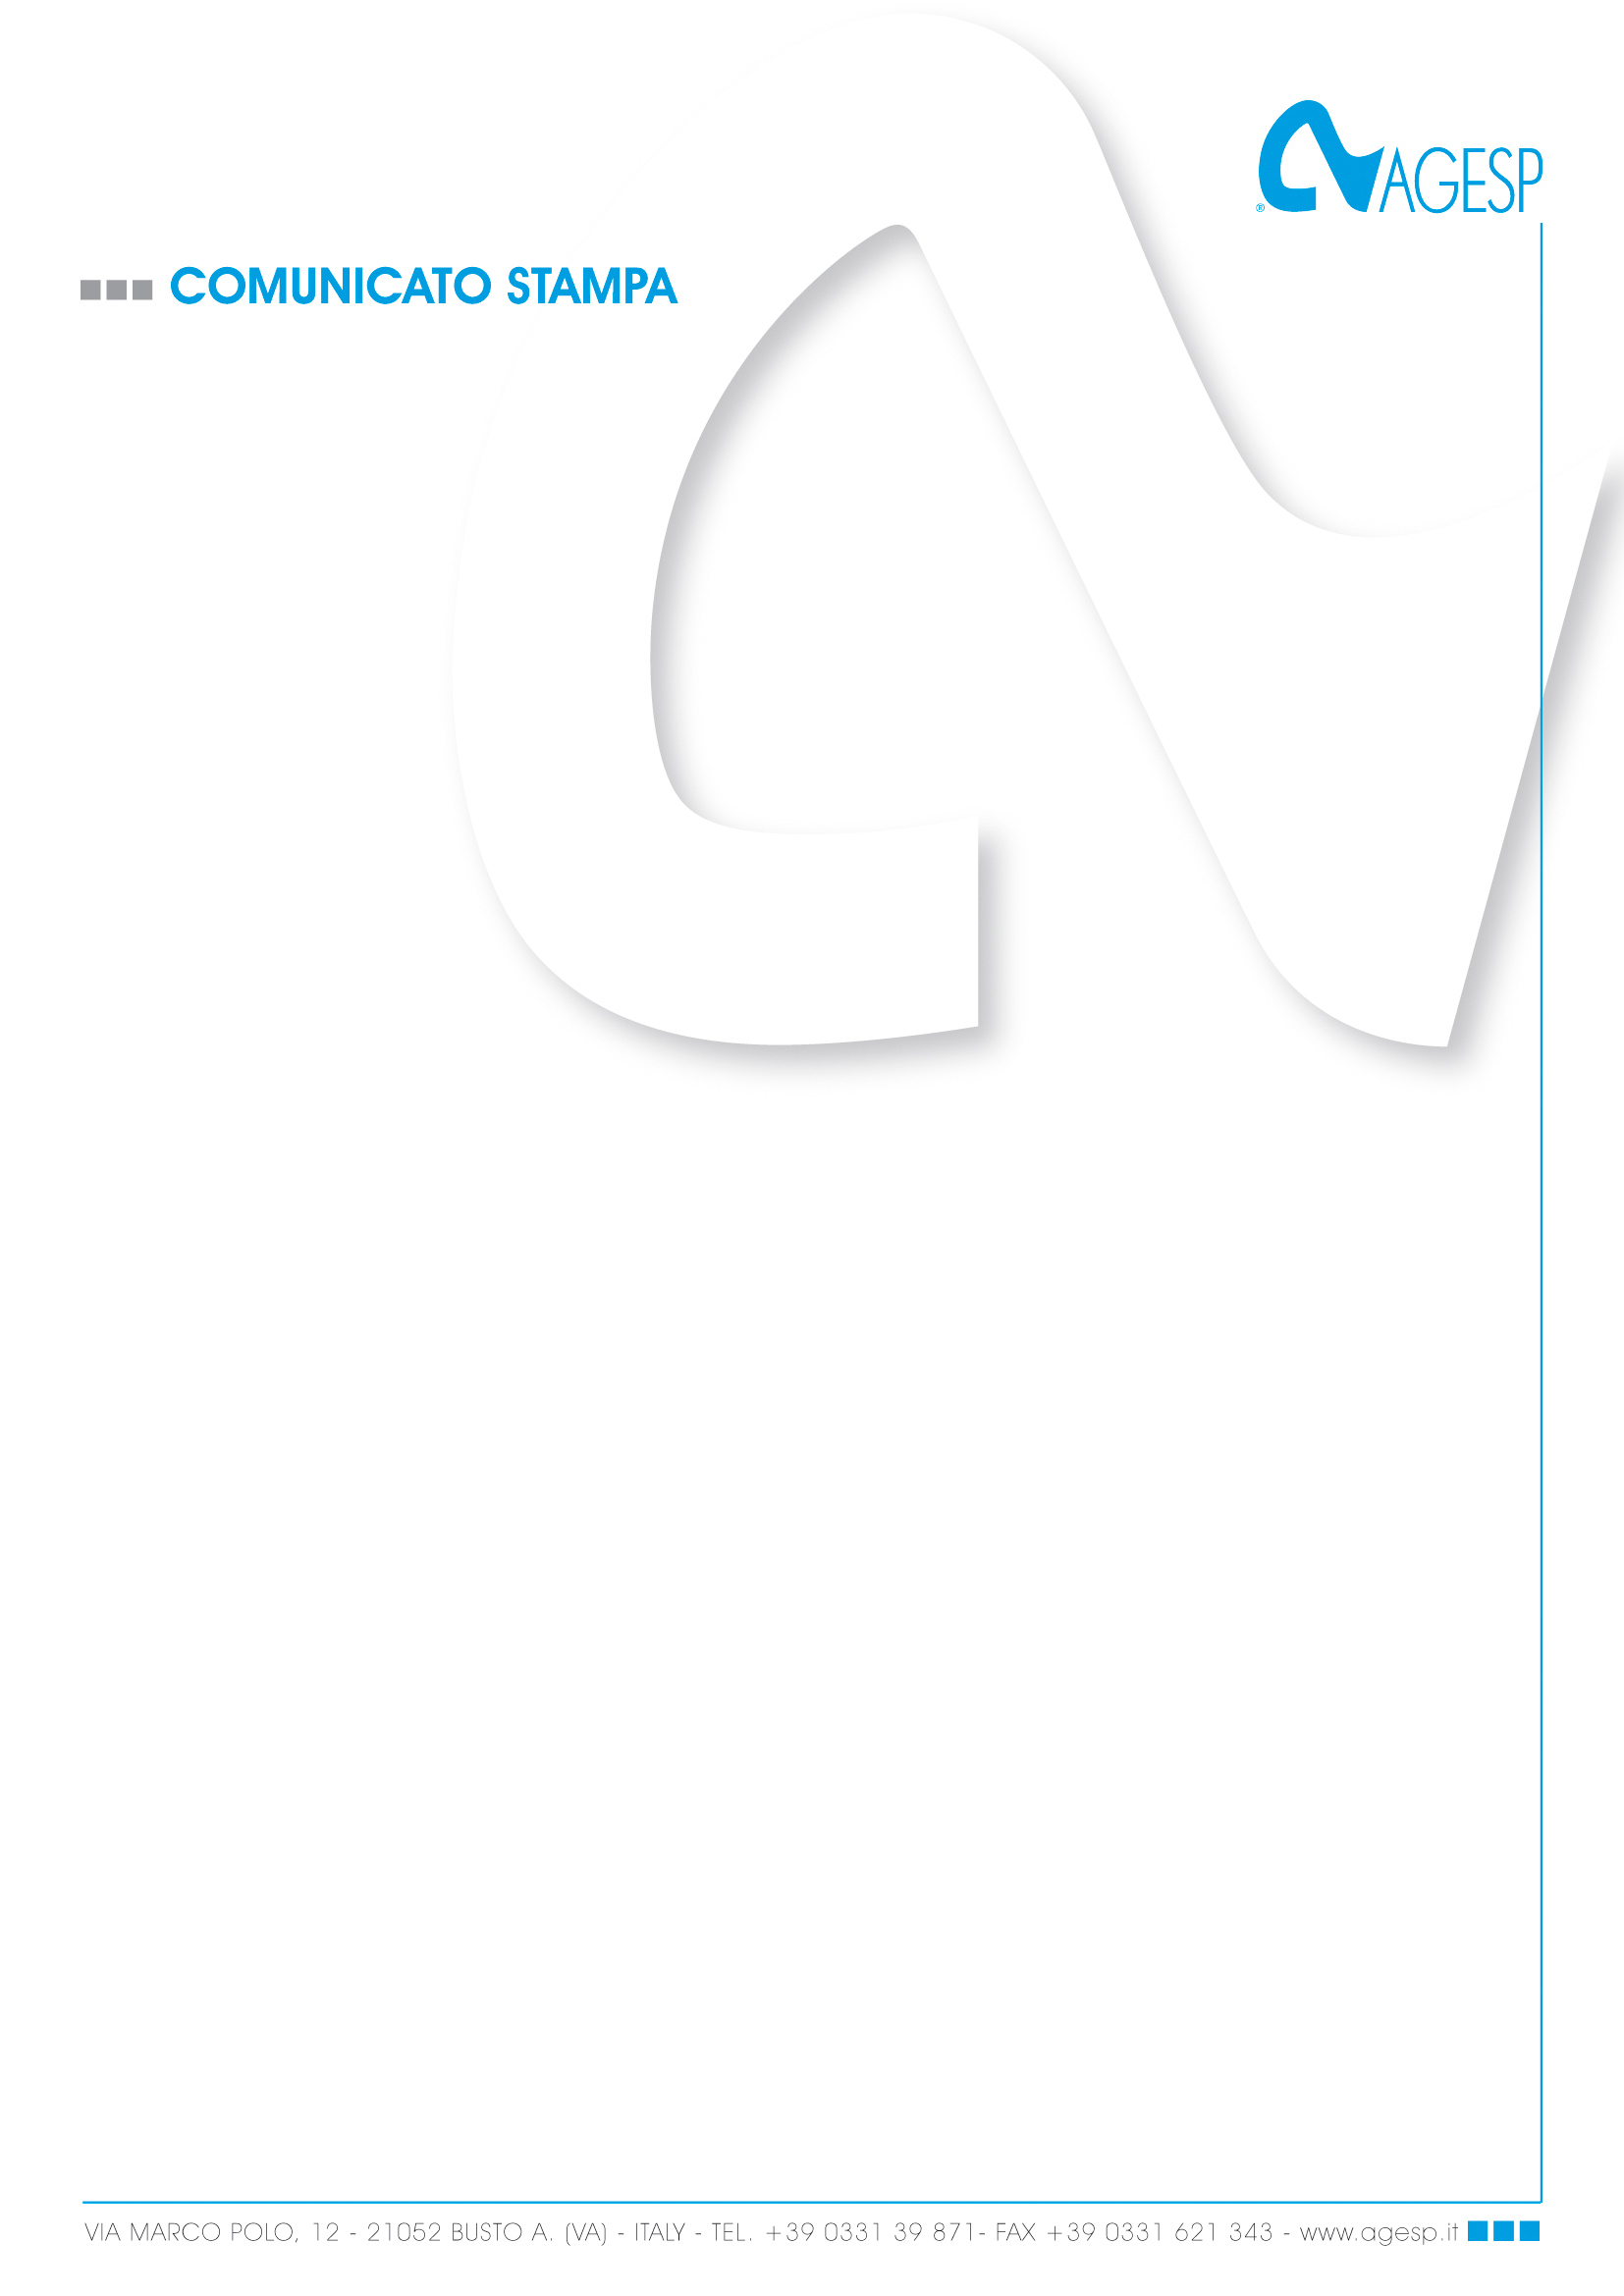 ® AGESP
COMUNICATO STAMPA
VIA MARCO POLO, 12 - 21052 BUSTO A. (VA) - ITALY - TEL. +39 0331 39 871- FAX +39 0331 621 343 - www.agesp.it